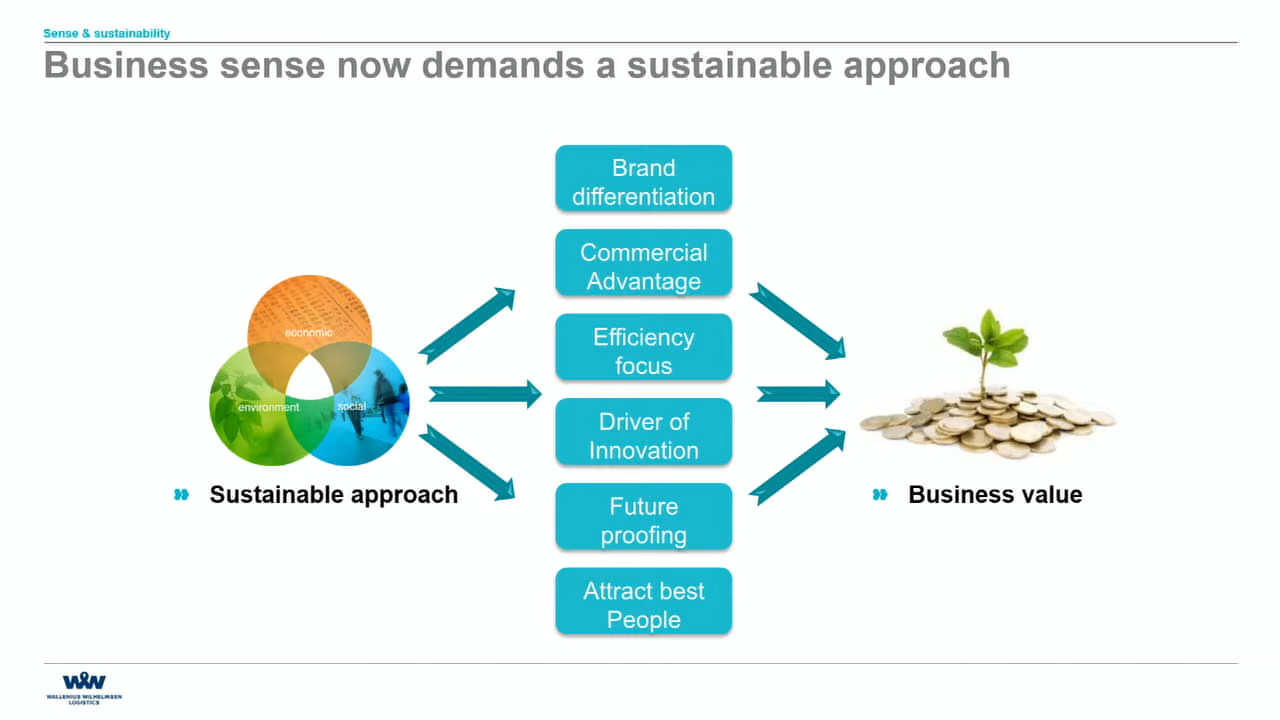 Sense & sustainability
Business sense now demands a sustainable approach
Brand
differentiation
Commercial
Advantage
Efficiency
focus
Driver of
Innovation
Future
proofing
Attract best
People
economic
environment
social
» Sustainable approach
» Business value
WW
WALLENIUS WILHELMSEN
LOGISTICS